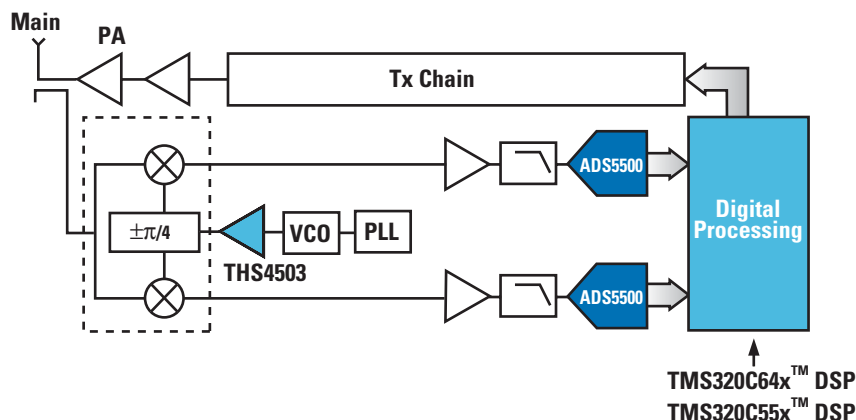 Main
PA
Tx Chain
ADS5500
±π/4
VCO
PLL
THS4503
Digital
Processing
ADS5500
TMS320C64x™ DSP
TMS320C55x™ DSP